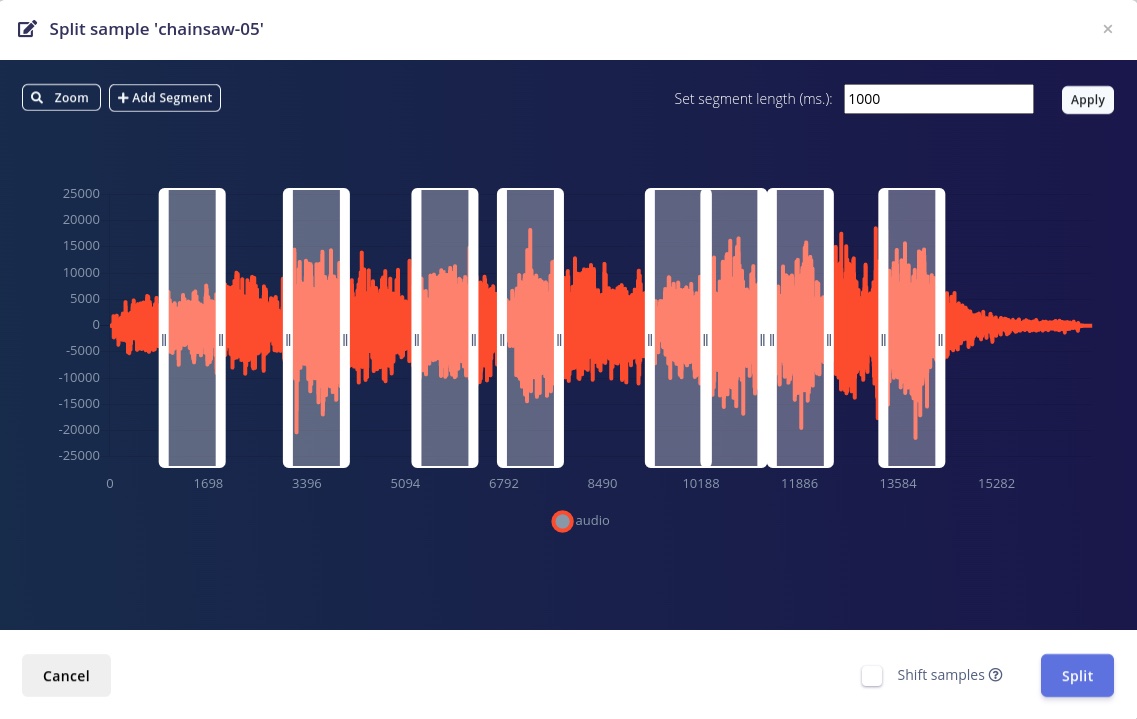 Split sample 'chainsaw-05'
×
Zoom
Add Segment
Set segment length (ms.):
1000
Apply
25000
20000
15000
10000
5000
0
-5000
-10000
-15000
-20000
-25000
0 1698 3396 5094 6792 8490 10188 11886 13584 15282
audio
Cancel
Shift samples
Split